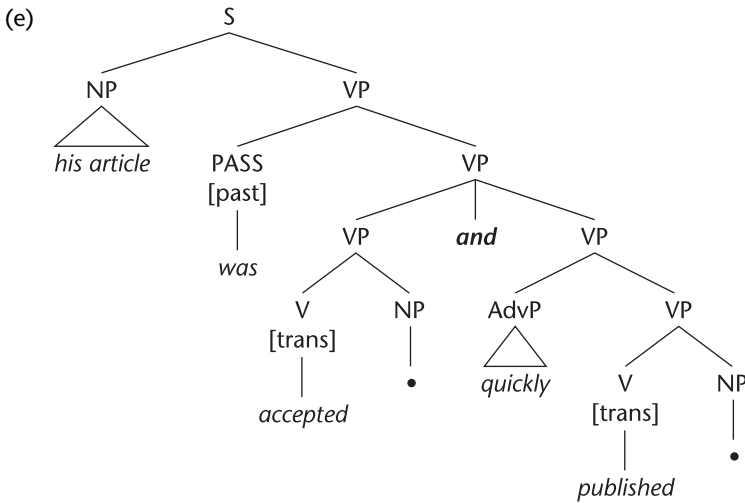 (e)
S
NP VP
his article PASS VP
[past]
VP and VP
was
V NP AdvP VP
[trans]
quickly V NP
accepted [trans]
published